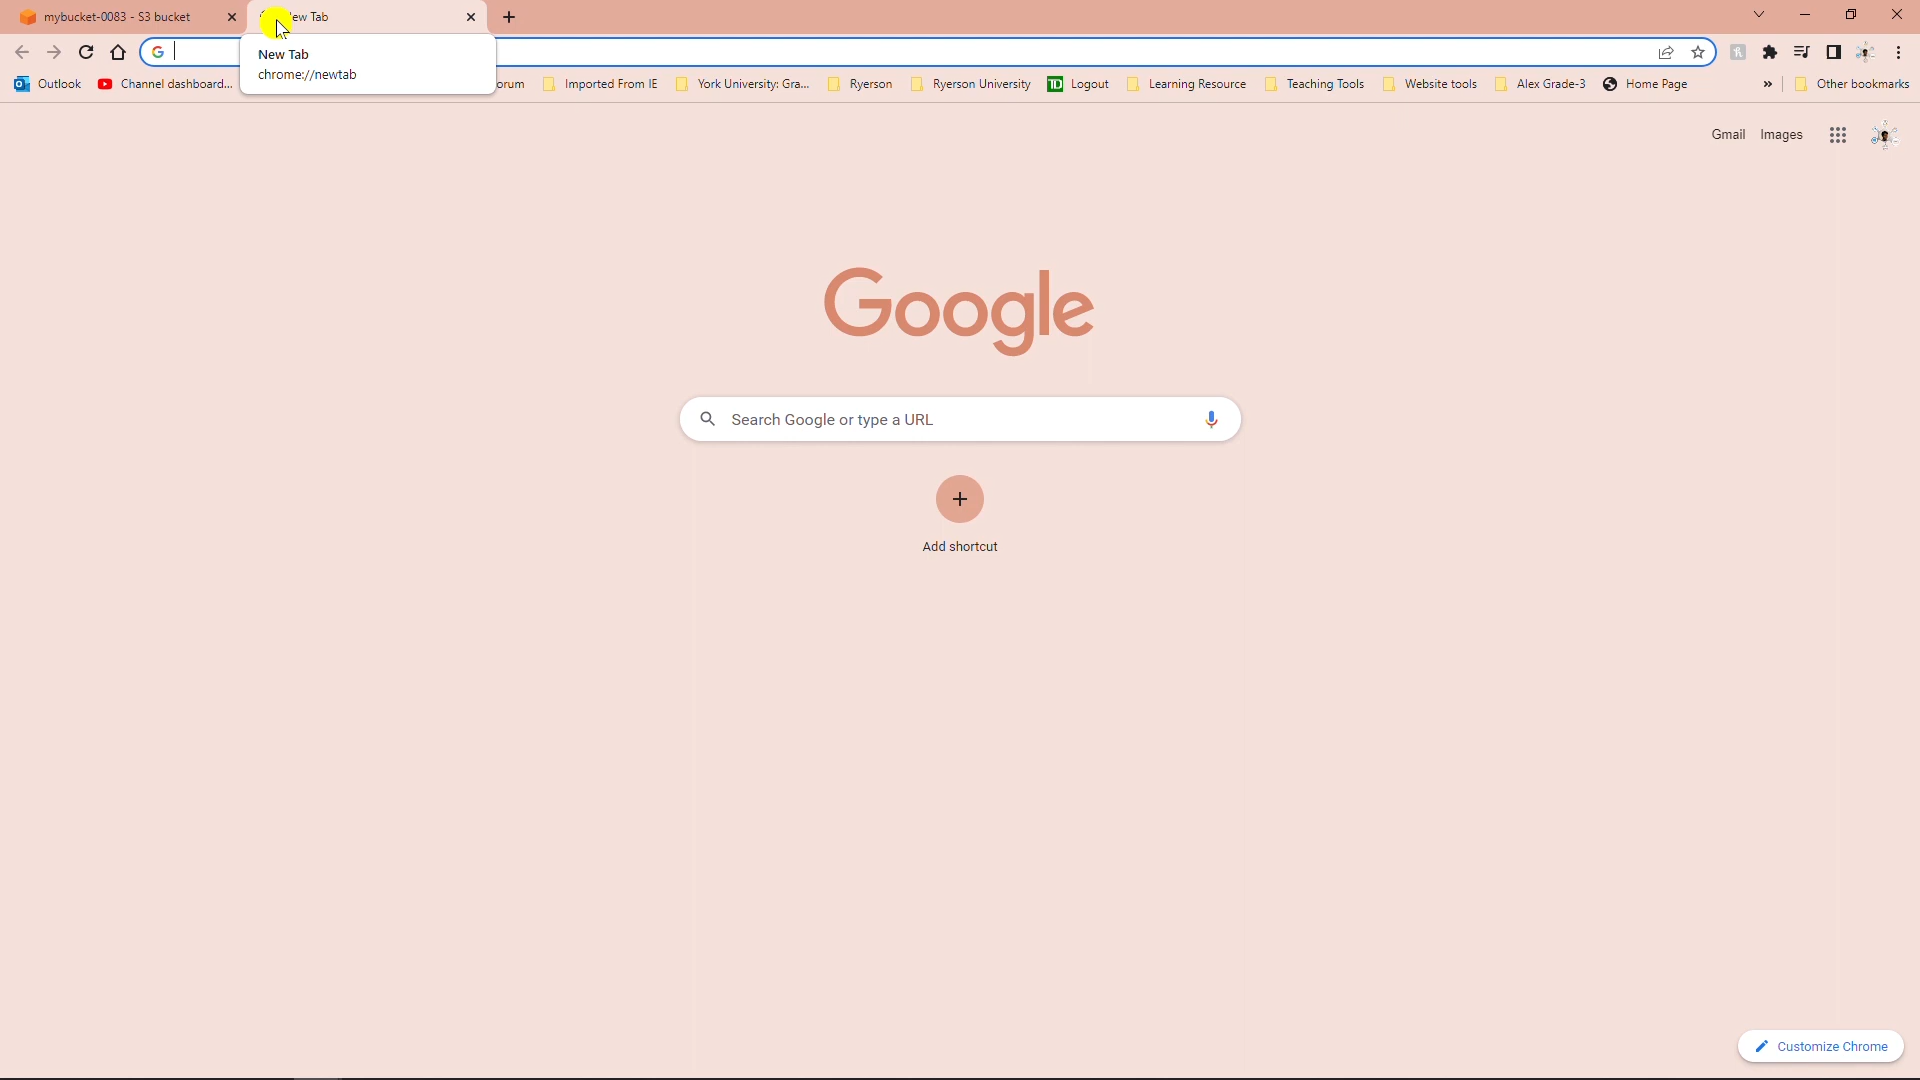 mybucket-0083 - S3 bucket
ew Tab
New Tab
chrome://newtab
Outlook
Channel dashboard...
orum
Imported From IE
York University: Gra...
Ryerson
Ryerson University
TD Logout
Learning Resource
Teaching Tools
Website tools
Alex Grade-3
Home Page
»
Other bookmarks
Gmail
Images
Google
Search Google or type a URL
Add shortcut
Customize Chrome